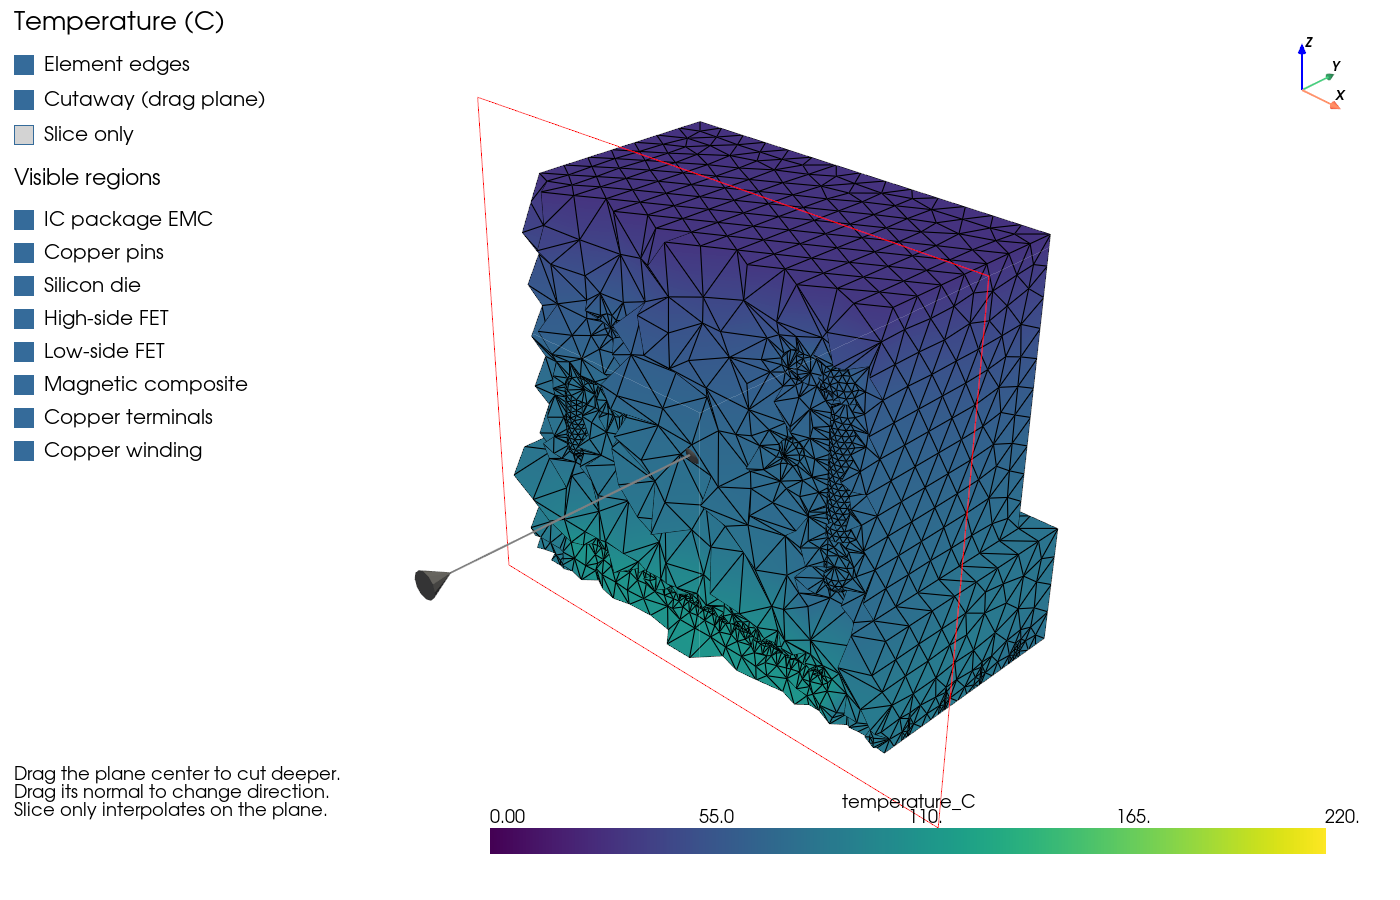 Temperature (C)
Element edges
Cutaway (drag plane)
Slice only
Visible regions
IC package EMC
Copper pins
Silicon die
High-side FET
Low-side FET
Magnetic composite
Copper terminals
Copper winding
Z
Y
X
Drag the plane center to cut deeper.
Drag its normal to change direction.
Slice only interpolates on the plane.
temperature_C
0.00 55.0 110. 165. 220.